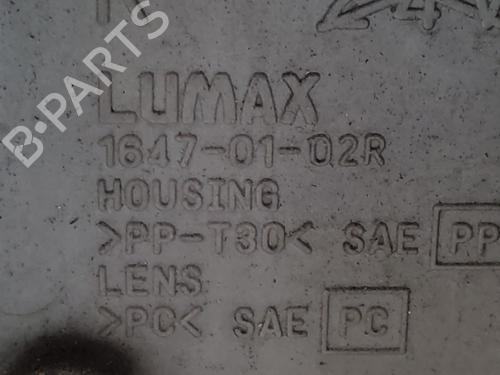 LUMAX
1647-01-02R
HOUSING
>PP-T30< SAE PP
LENS
>PC< SAE PC
B-PARTS